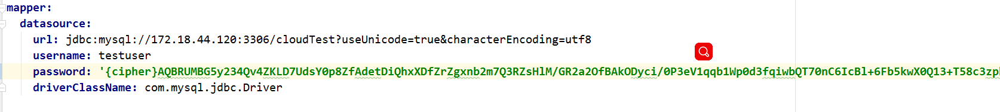 mapper:
datasource:
url: jdbc:mysql://172.18.44.120:3306/cloudTest?useUnicode=true&characterEncoding=utf8
username: testuser
password: '{cipher}AQBRUMBG5y234Qv4ZKLD7UdsY0p8ZfAdetDiQhxXDfZrZgxnb2m7Q3RZsHlM/GR2a2OfBAkODyci/0P3eV1qqb1Wp0d3fqiwbQT70nC6IcBl+6Fb5kwX0Q13+T58c3zp
driverClassName: com.mysql.jdbc.Driver